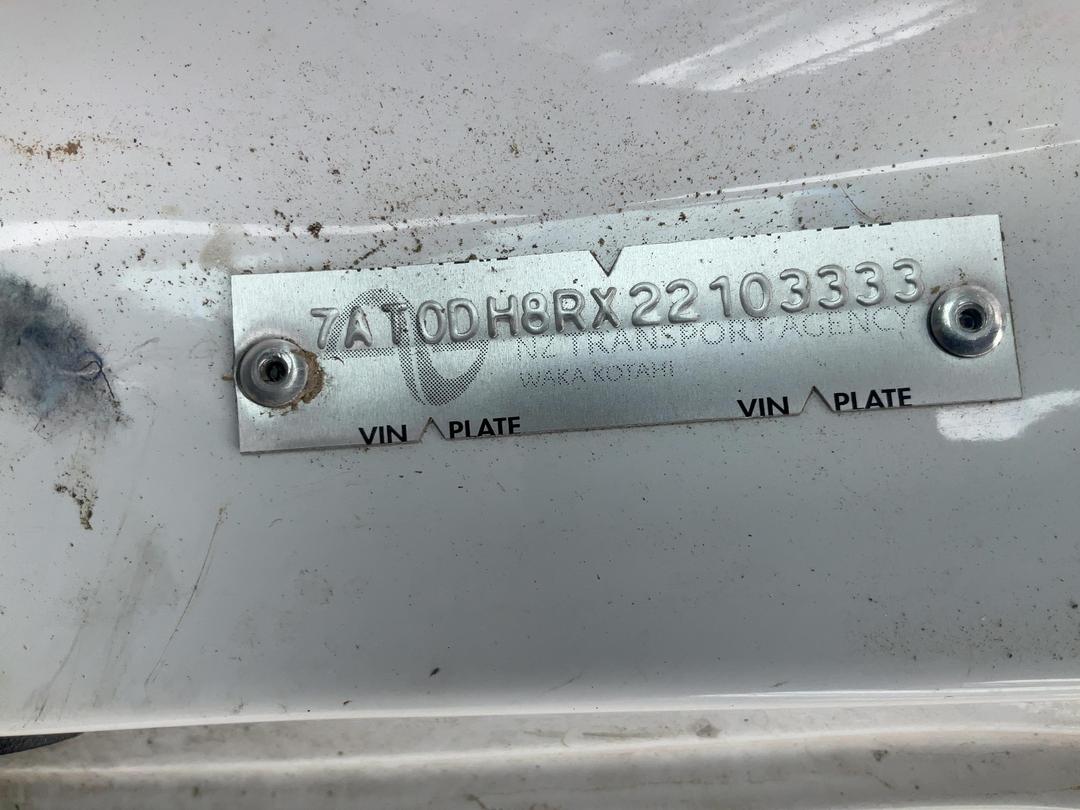 7AT0DH8RX22103333
NZ TRANSPORT AGENCY
WAKA KOTAHI
VIN PLATE VIN PLATE